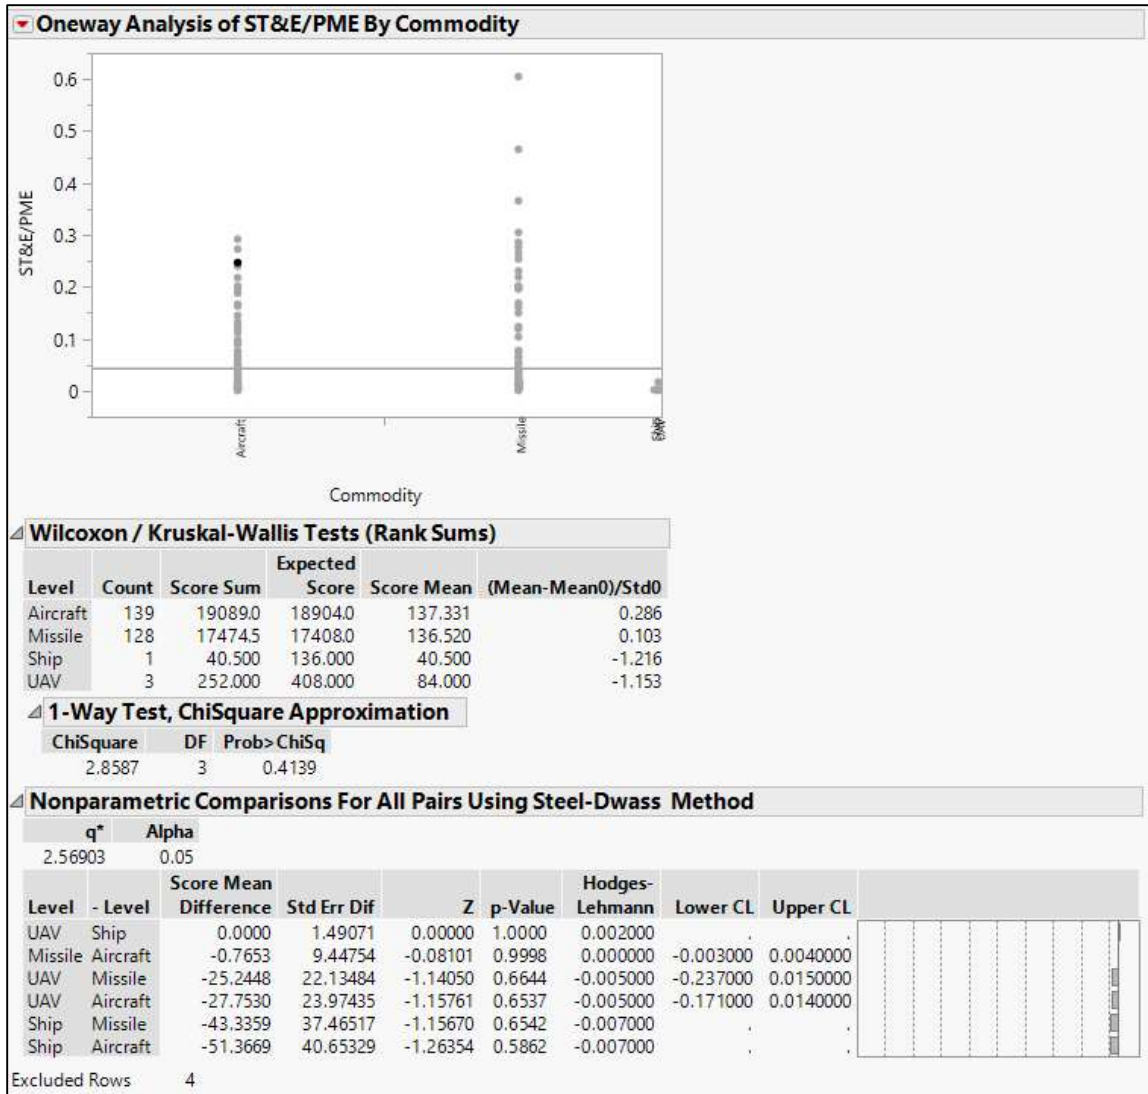 Oneway Analysis of ST&E/PME By Commodity
0.6
0.5
0.4
0.3
0.2
0.1
0
ST&E/PME
Aircraft
Missile
Ship
UAV
Commodity
Wilcoxon / Kruskal-Wallis Tests (Rank Sums)
Expected
Level Count Score Sum Score Score Mean (Mean-Mean0)/Std0
Aircraft 139 19089.0 18904.0 137.331 0.286
Missile 128 17474.5 17408.0 136.520 0.103
Ship 1 40.500 136.000 40.500 -1.216
UAV 3 252.000 408.000 84.000 -1.153
1-Way Test, ChiSquare Approximation
ChiSquare DF Prob>ChiSq
2.8587 3 0.4139
Nonparametric Comparisons For All Pairs Using Steel-Dwass Method
q* Alpha
2.56903 0.05
Score Mean Hodges-
Level - Level Difference Std Err Dif Z p-Value Lehmann Lower CL Upper CL
UAV Ship 0.0000 1.49071 0.00000 1.0000 0.002000 . .
Missile Aircraft -0.7653 9.44754 -0.08101 0.9998 0.000000 -0.003000 0.0040000
UAV Missile -25.2448 22.13484 -1.14050 0.6644 -0.005000 -0.237000 0.0150000
UAV Aircraft -27.7530 23.97435 -1.15761 0.6537 -0.005000 -0.171000 0.0140000
Ship Missile -43.3359 37.46517 -1.15670 0.6542 -0.007000 . .
Ship Aircraft -51.3669 40.65329 -1.26354 0.5862 -0.007000 . .
Excluded Rows 4